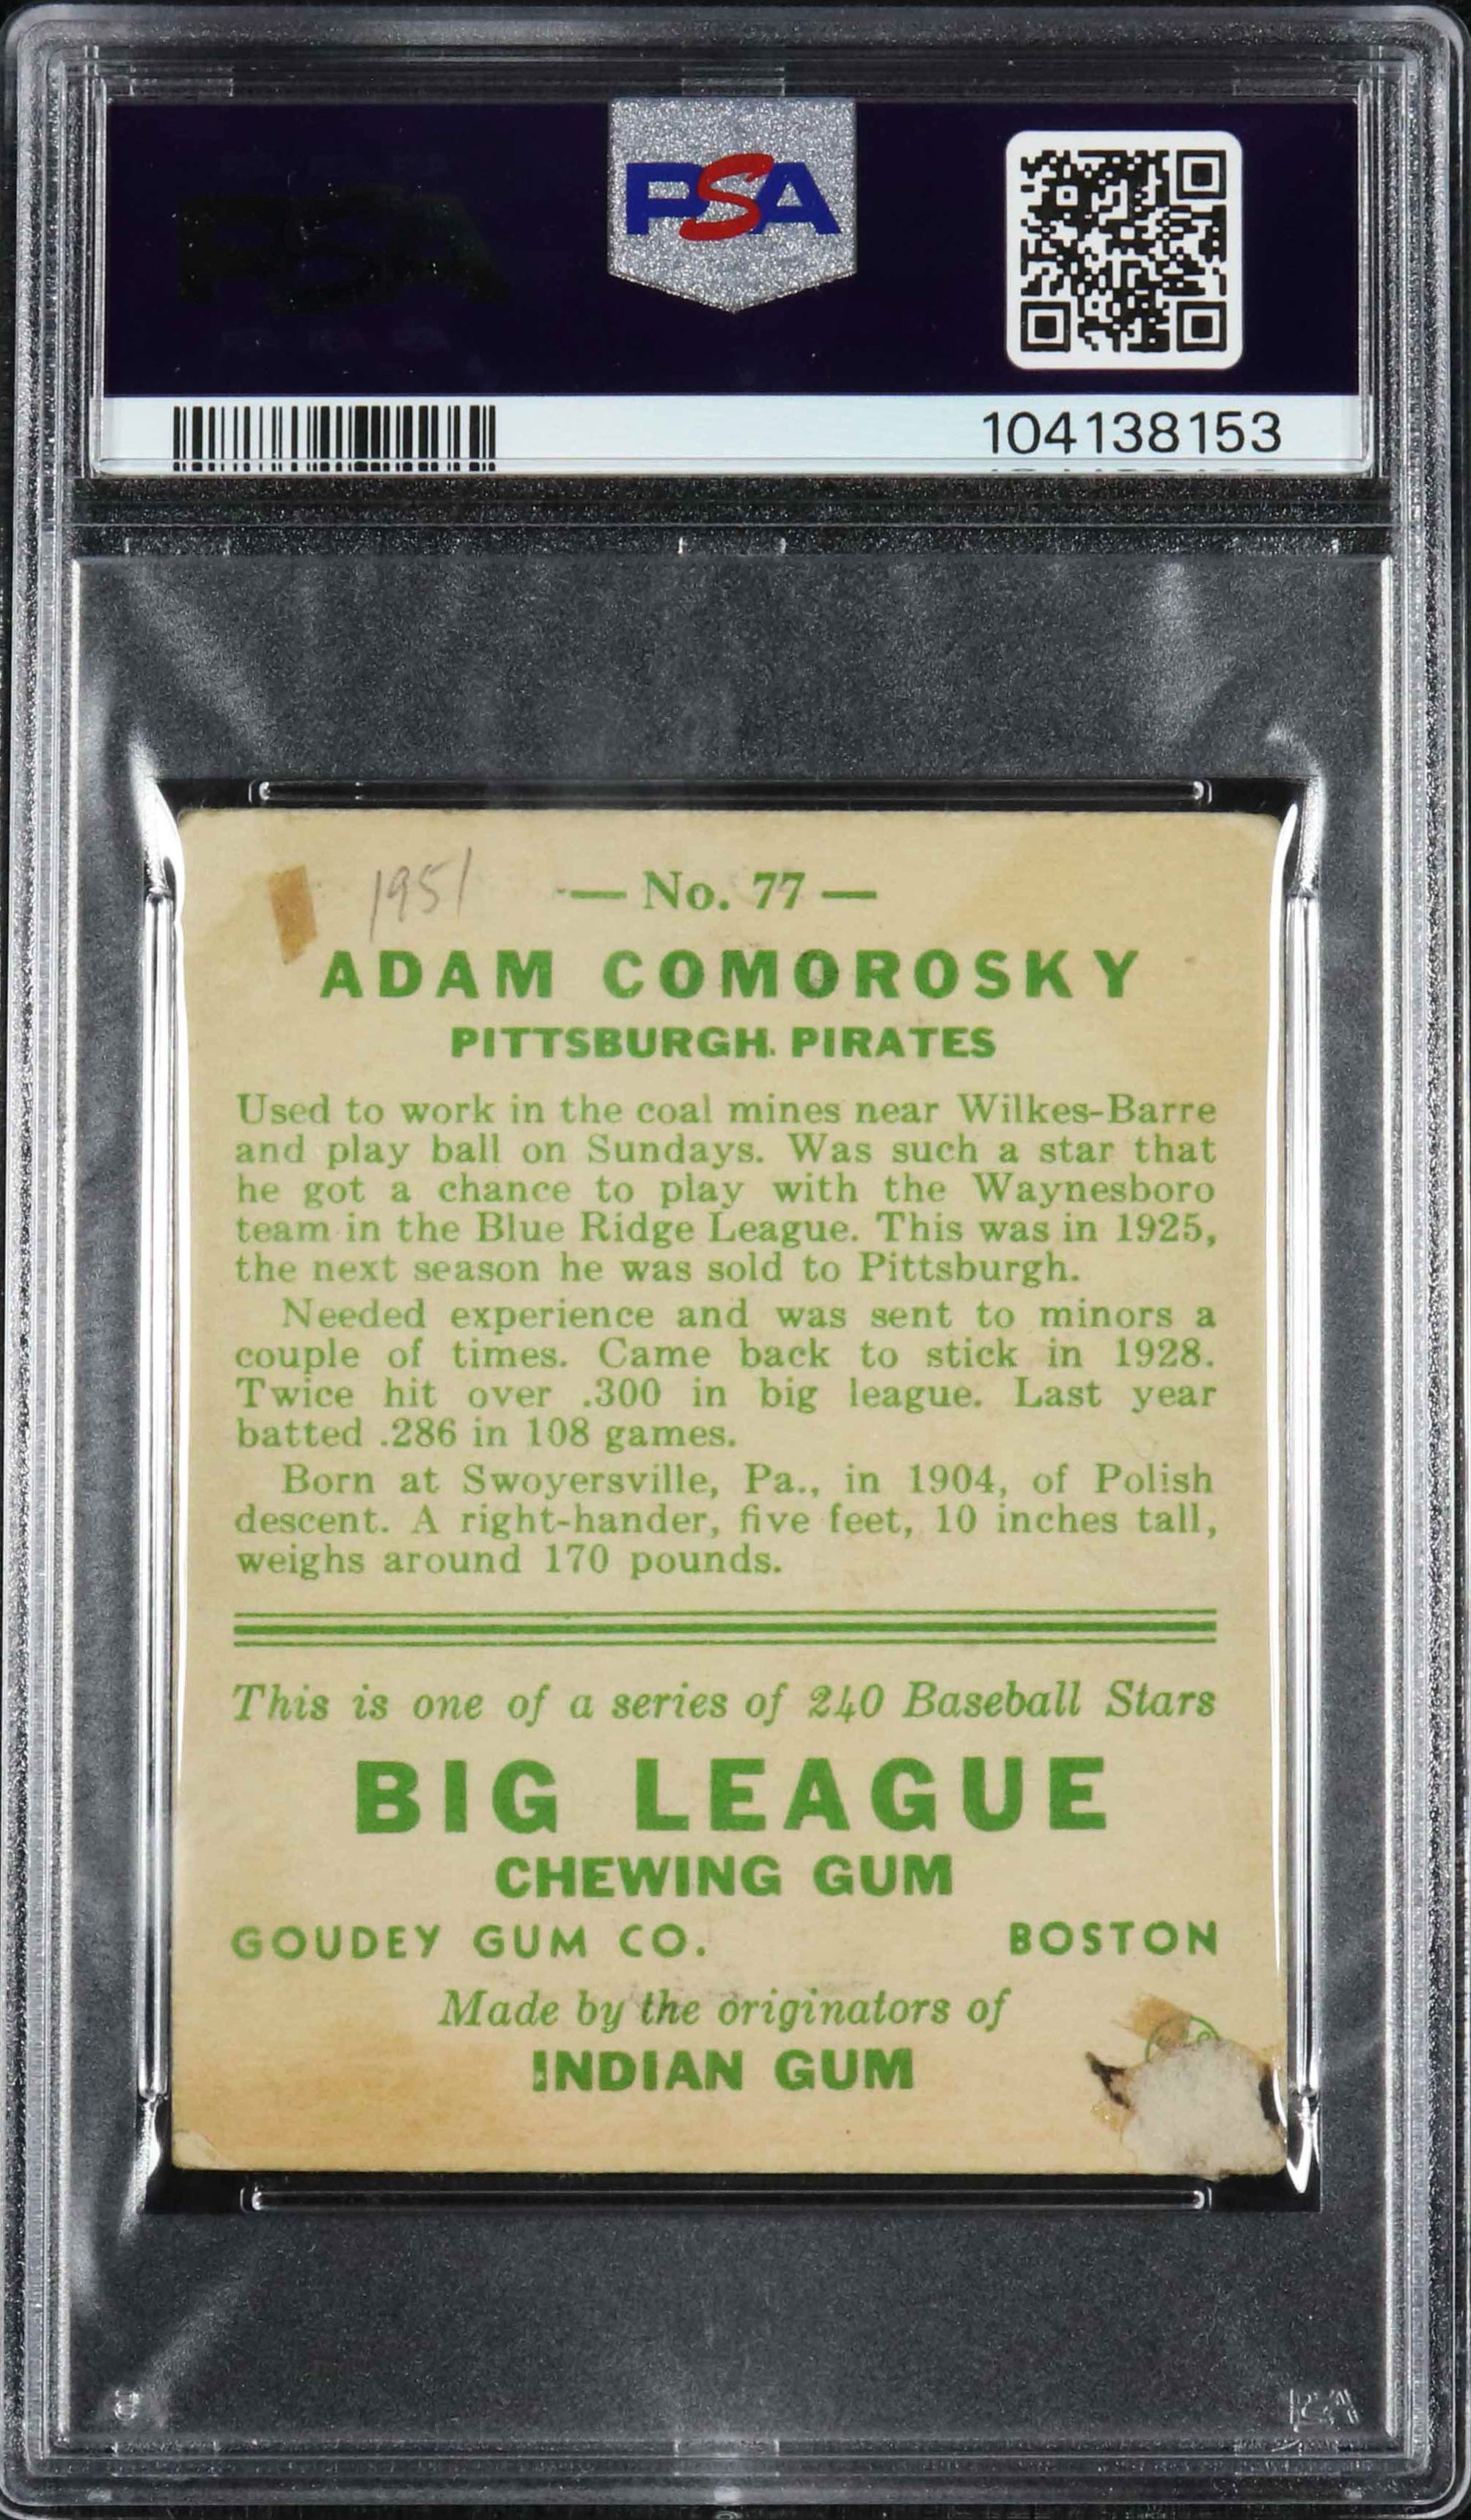 PSA
104138153
1951
— No. 77 —
ADAM COMOROSKY
PITTSBURGH. PIRATES
Used to work in the coal mines near Wilkes-Barre
and play ball on Sundays. Was such a star that
he got a chance to play with the Waynesboro
team in the Blue Ridge League. This was in 1925,
the next season he was sold to Pittsburgh.
Needed experience and was sent to minors a
couple of times. Came back to stick in 1928.
Twice hit over .300 in big league. Last year
batted .286 in 108 games.
Born at Swoyersville, Pa., in 1904, of Polish
descent. A right-hander, five feet, 10 inches tall,
weighs around 170 pounds.
This is one of a series of 240 Baseball Stars
BIG LEAGUE
CHEWING GUM
GOUDEY GUM CO. BOSTON
Made by the originators of
INDIAN GUM
PSA